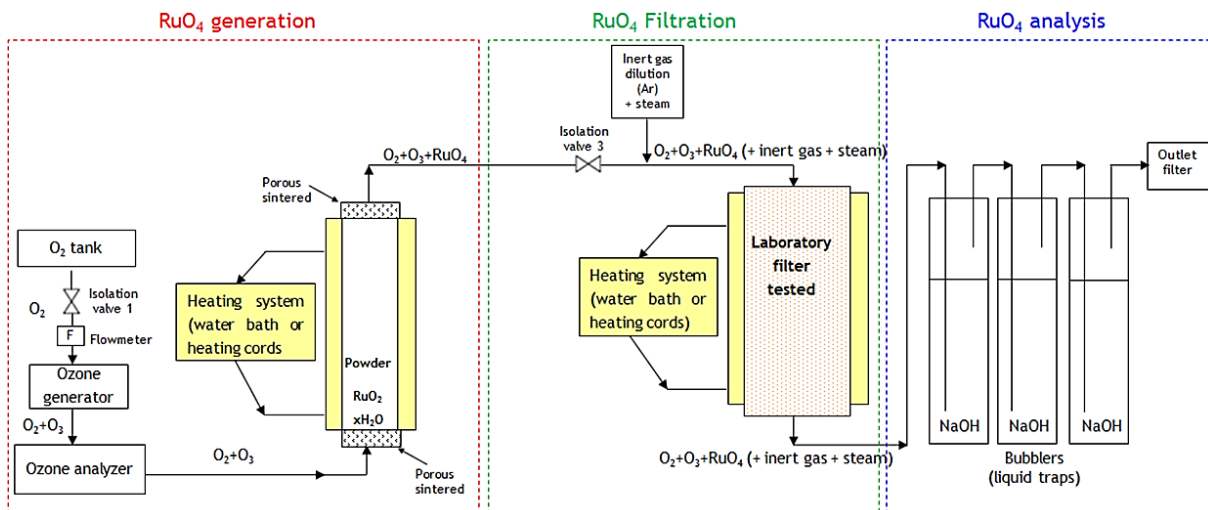 RuO4 generation
RuO4 Filtration
RuO4 analysis
O2 tank
O2
Isolation
valve 1
F
Flowmeter
Ozone
generator
O2+O3
Ozone analyzer
O2+O3
Heating system
(water bath or
heating cords
Porous
sintered
Powder
RuO2
xH2O
Porous
sintered
O2+O3+RuO4
Isolation
valve 3
Inert gas
dilution
(Ar)
+ steam
O2+O3+RuO4 (+ inert gas + steam)
Heating system
(water bath or
heating cords)
Laboratory
filter
tested
O2+O3+RuO4 (+ inert gas + steam)
Outlet
filter
NaOH
NaOH
NaOH
Bubblers
(liquid traps)